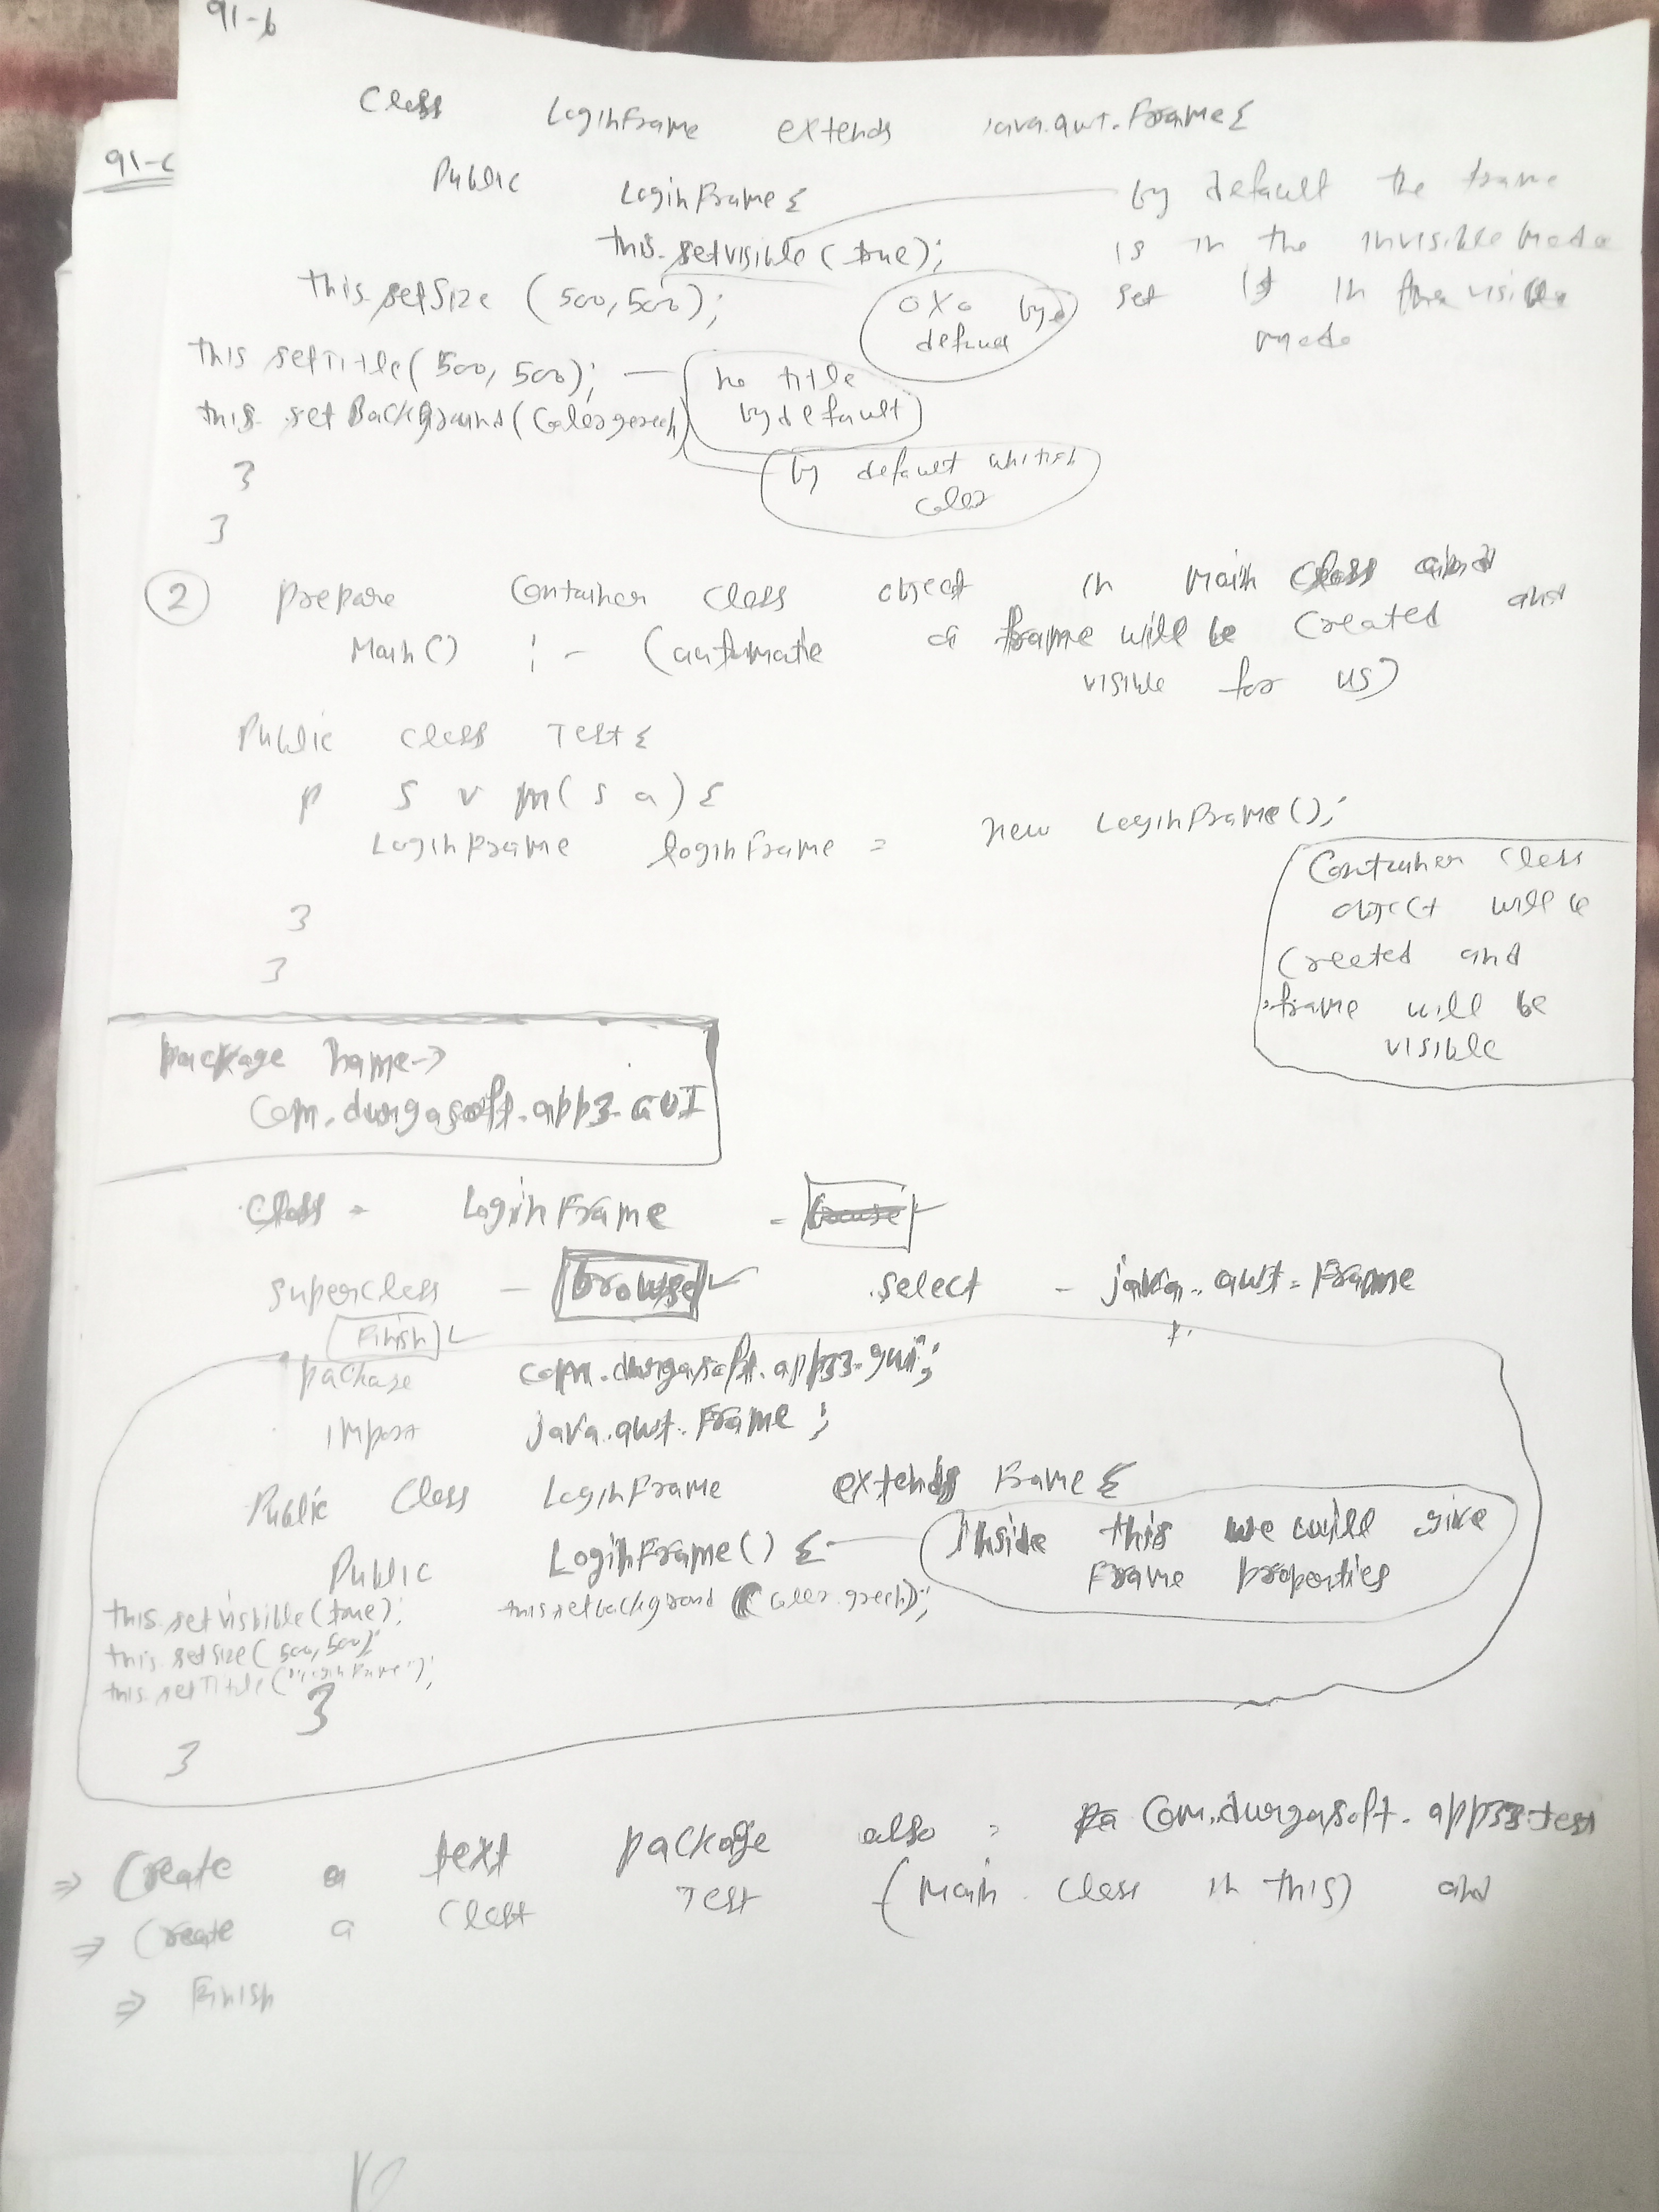 91-b
91-c
Class LoginFrame extends java.awt.Frame{
Public LoginFrame{
this.setvisible(true);
by default the frame
is in the invisible mode
set it in the visible
mode
this.setSize (500,500);
0X0 by
default
this setTitle(500, 500);
no title
by default
this. setBackground(Color.green)
by default whitish
color
}
}
2 prepare Container class object in main class and
main() :- (automatic a frame will be created and
visible for us)
Public class Test{
p s v m(s a){
LoginFrame loginFrame = new LoginFrame();
Container class
object will be
created and
frame will be
visible
}
}
package name->
Com.durgasoft.app3.GUI
class = LoginFrame - browse
superclass - browse select - java.awt.Frame
Finish
package com.durgasoft.app33.gui;
import java.awt.Frame;
Public Class LoginFrame extends Frame{
Public LoginFrame() {
Inside this we will give
Frame properties
this.setvisible(true);
this.setbackground(Color.green);
this.setSize(500,500);
this.setTitle("LoginFrame");
}
}
=> Create a text package also = Com.durgasoft.app33.test
=> Create a class Test (main class in this) and
=> Finish